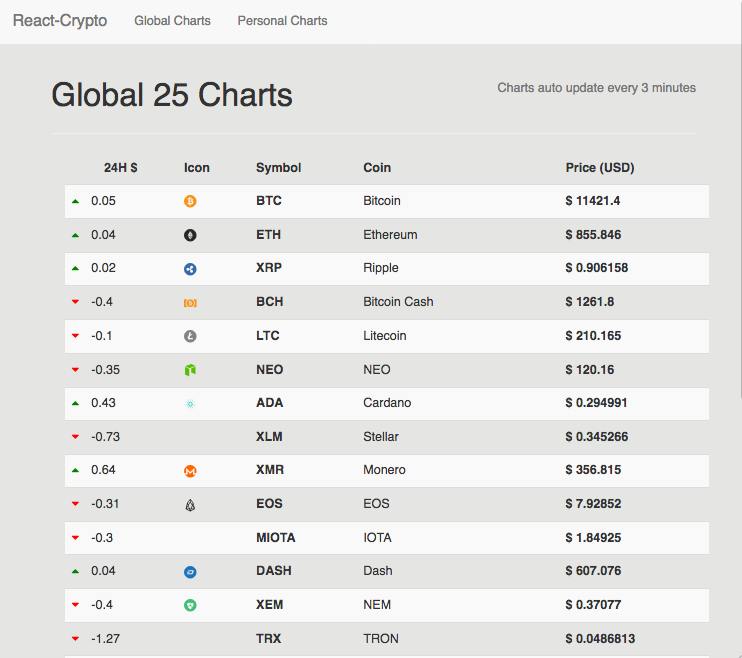 React-Crypto Global Charts Personal Charts
Global 25 Charts Charts auto update every 3 minutes
24H $ Icon Symbol Coin Price (USD)
0.05 BTC Bitcoin $ 11421.4
0.04 ETH Ethereum $ 855.846
0.02 XRP Ripple $ 0.906158
-0.4 BCH Bitcoin Cash $ 1261.8
-0.1 LTC Litecoin $ 210.165
-0.35 NEO NEO $ 120.16
0.43 ADA Cardano $ 0.294991
-0.73 XLM Stellar $ 0.345266
0.64 XMR Monero $ 356.815
-0.31 EOS EOS $ 7.92852
-0.3 MIOTA IOTA $ 1.84925
0.04 DASH Dash $ 607.076
-0.4 XEM NEM $ 0.37077
-1.27 TRX TRON $ 0.0486813